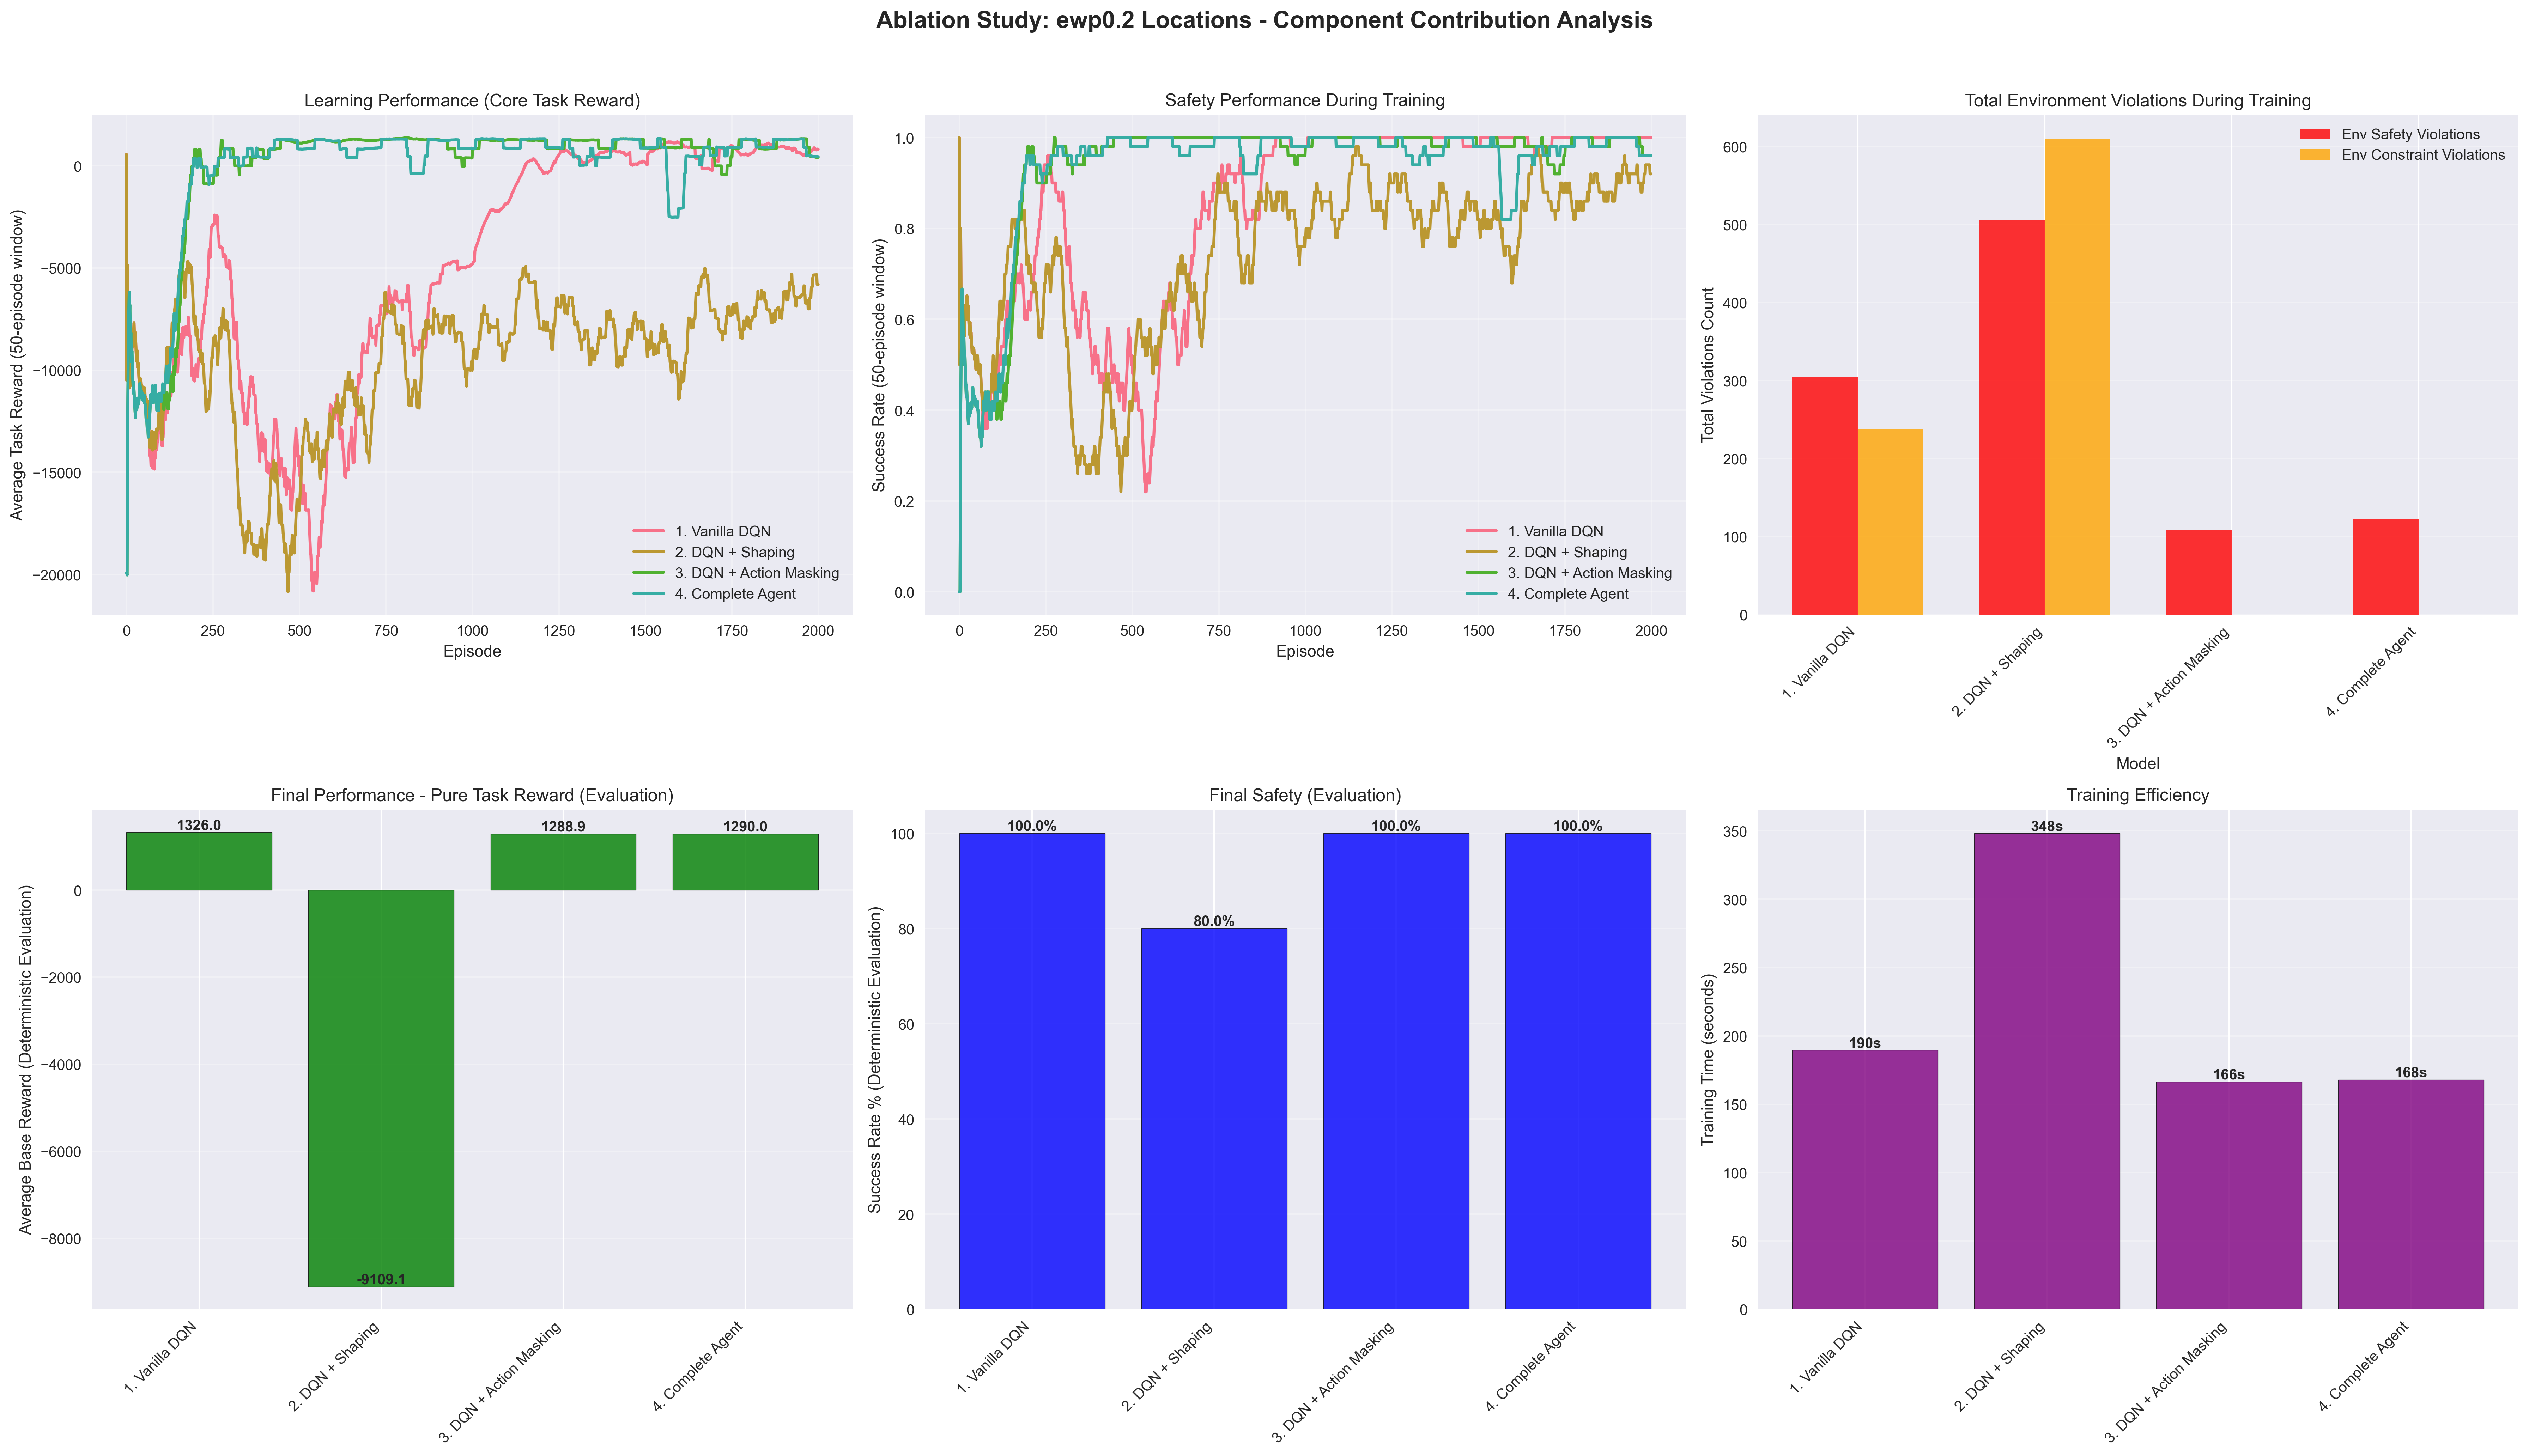 Ablation Study: ewp0.2 Locations - Component Contribution Analysis
Learning Performance (Core Task Reward)
Average Task Reward (50-episode window)
0
−5000
−10000
−15000
−20000
0 250 500 750 1000 1250 1500 1750 2000
Episode
1. Vanilla DQN
2. DQN + Shaping
3. DQN + Action Masking
4. Complete Agent
Safety Performance During Training
Success Rate (50-episode window)
1.0
0.8
0.6
0.4
0.2
0.0
0 250 500 750 1000 1250 1500 1750 2000
Episode
1. Vanilla DQN
2. DQN + Shaping
3. DQN + Action Masking
4. Complete Agent
Total Environment Violations During Training
Total Violations Count
600
500
400
300
200
100
0
Env Safety Violations
Env Constraint Violations
1. Vanilla DQN
2. DQN + Shaping
3. DQN + Action Masking
4. Complete Agent
Model
Final Performance - Pure Task Reward (Evaluation)
Average Base Reward (Deterministic Evaluation)
0
−2000
−4000
−6000
−8000
1326.0
-9109.1
1288.9
1290.0
1. Vanilla DQN
2. DQN + Shaping
3. DQN + Action Masking
4. Complete Agent
Final Safety (Evaluation)
Success Rate % (Deterministic Evaluation)
100
80
60
40
20
0
100.0%
80.0%
100.0%
100.0%
1. Vanilla DQN
2. DQN + Shaping
3. DQN + Action Masking
4. Complete Agent
Training Efficiency
Training Time (seconds)
350
300
250
200
150
100
50
0
190s
348s
166s
168s
1. Vanilla DQN
2. DQN + Shaping
3. DQN + Action Masking
4. Complete Agent